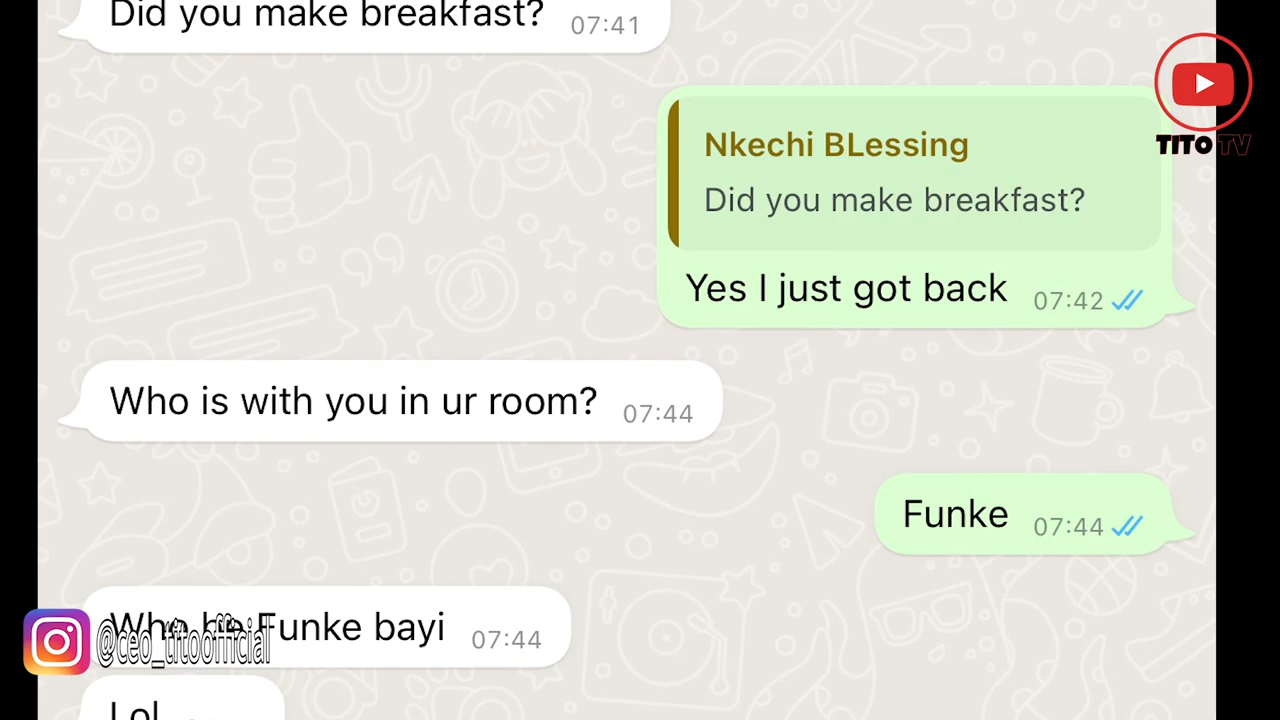 Did you make breakfast? 07:41
TITO TV
Nkechi BLessing
Did you make breakfast?
Yes I just got back 07:42
Who is with you in ur room? 07:44
Funke 07:44
Who be Funke bayi 07:44
@ceo_titoofficial
Lol